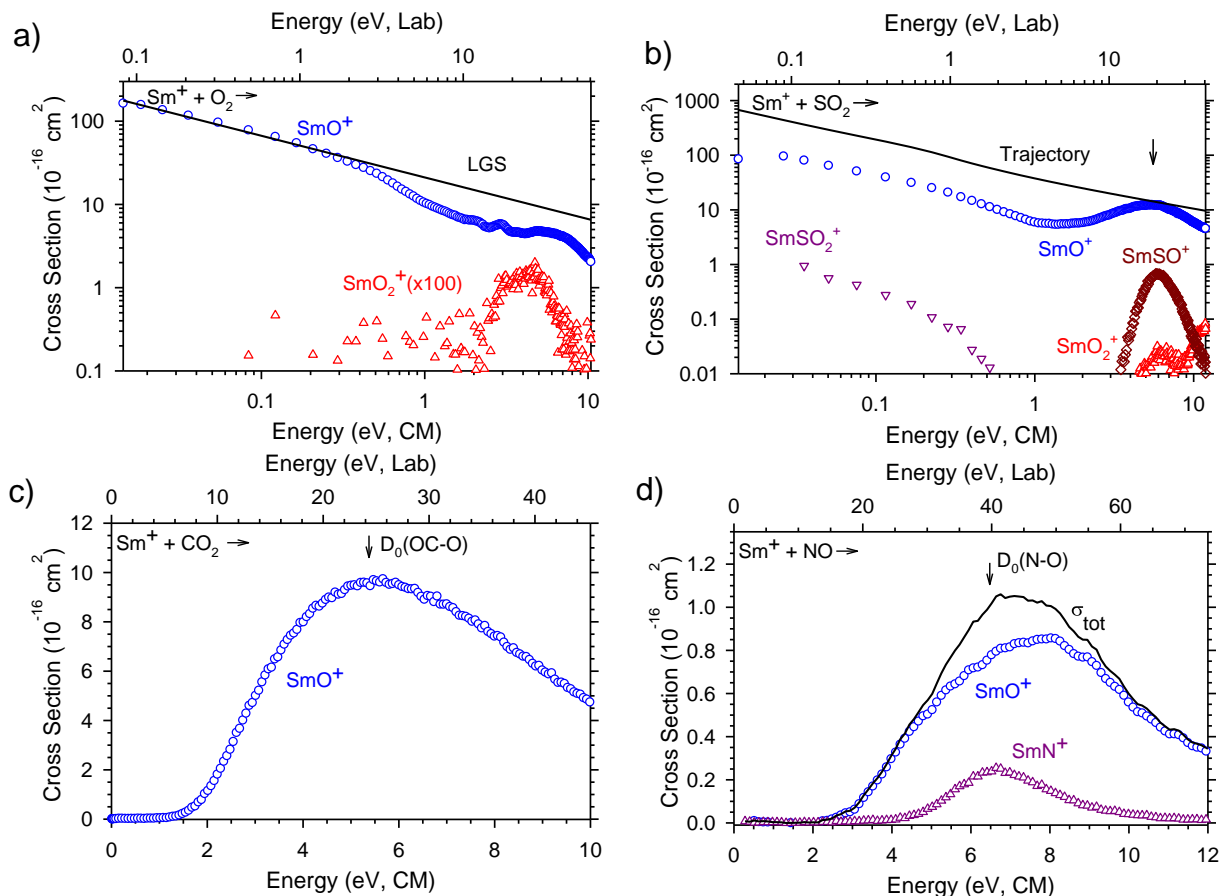 a)
Energy (eV, Lab)
0.1 1 10
Cross Section (10⁻¹⁶ cm²)
100
10
1
0.1
Sm⁺ + O₂ →
SmO⁺
LGS
SmO₂⁺(x100)
0.1 1 10
Energy (eV, CM)
b)
Energy (eV, Lab)
0.1 1 10
Cross Section (10⁻¹⁶ cm²)
1000
100
10
1
0.1
0.01
Sm⁺ + SO₂ →
Trajectory
↓
SmO⁺
SmSO₂⁺
SmSO⁺
SmO₂⁺
0.1 1 10
Energy (eV, CM)
c)
Energy (eV, Lab)
0 10 20 30 40
Cross Section (10⁻¹⁶ cm²)
12
10
8
6
4
2
0
Sm⁺ + CO₂ →
↓ D₀(OC-O)
SmO⁺
0 2 4 6 8 10
Energy (eV, CM)
d)
Energy (eV, Lab)
0 20 40 60
Cross Section (10⁻¹⁶ cm²)
1.2
1.0
0.8
0.6
0.4
0.2
0.0
Sm⁺ + NO →
↓ D₀(N-O)
σtot
SmO⁺
SmN⁺
0 2 4 6 8 10 12
Energy (eV, CM)